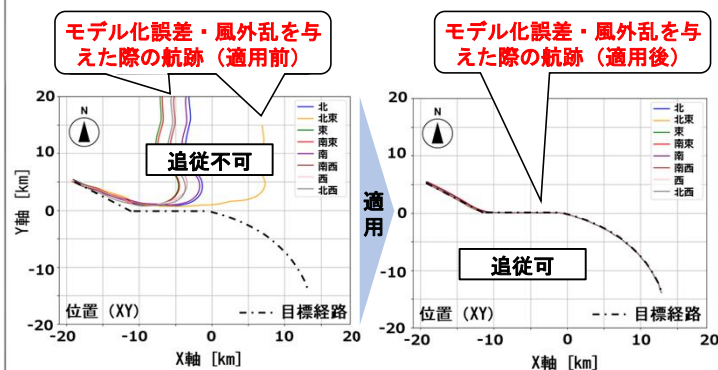 モデル化誤差・風外乱を与
えた際の航跡（適用前）
20
10
0
-10
-20
Y軸 [km]
N
北
北東
東
南東
南
南西
西
北西
追従不可
位置（XY）
目標経路
-20
-10
0
10
20
X軸 [km]
適用
モデル化誤差・風外乱を与
えた際の航跡（適用後）
20
10
0
-10
-20
N
北
北東
東
南東
南
南西
西
北西
追従可
位置（XY）
目標経路
-20
-10
0
10
20
X軸 [km]